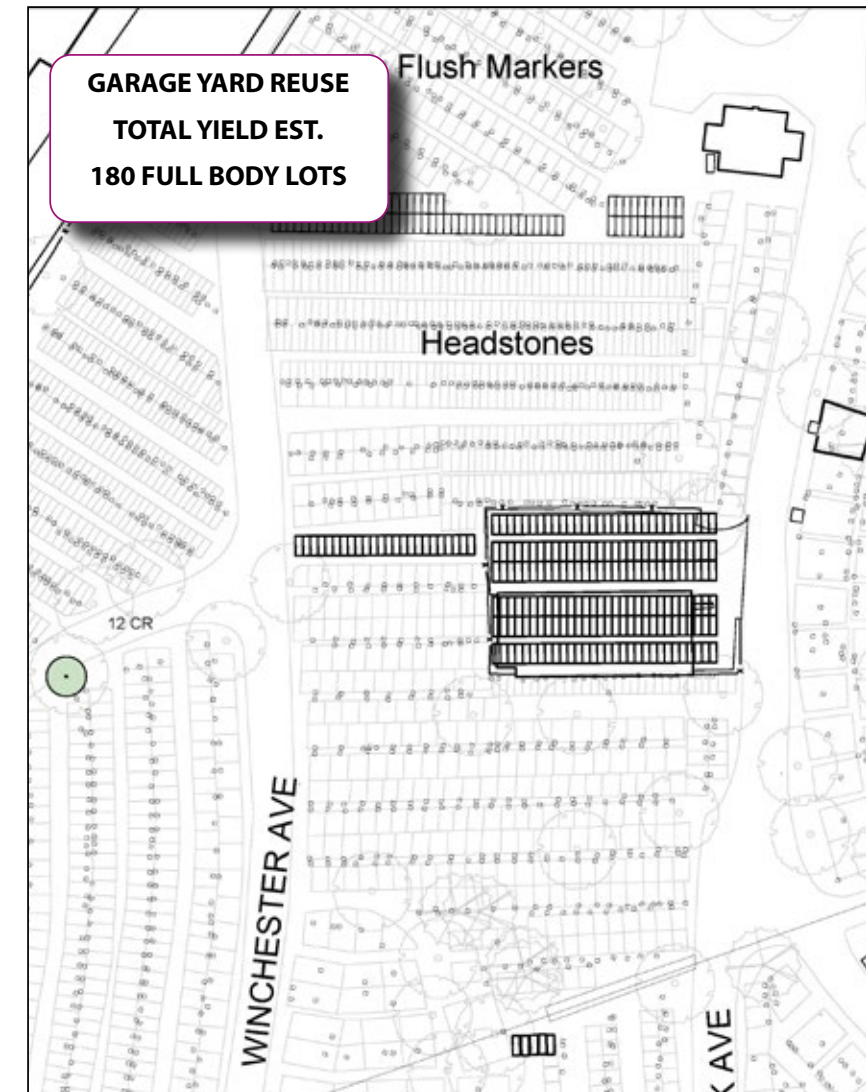 GARAGE YARD REUSE
TOTAL YIELD EST.
180 FULL BODY LOTS
Flush Markers
Headstones
12 CR
WINCHESTER AVE
AVE